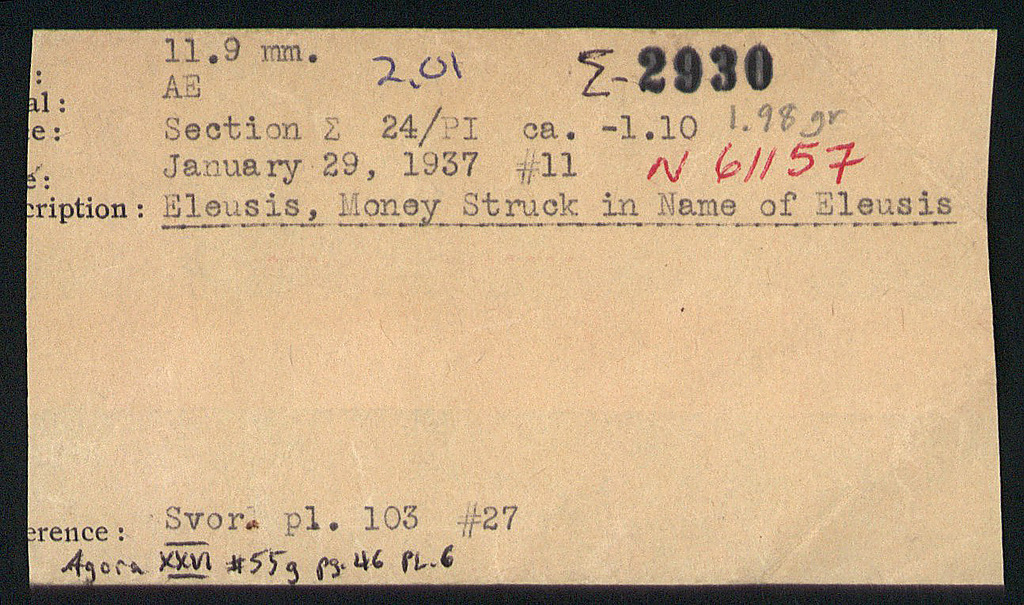 : 11.9 mm. 2.01 Σ-2930
al: AE
e: Section Σ 24/PI ca. -1.10 1.98 gr
e: January 29, 1937 #11 N 61157
cription: Eleusis, Money Struck in Name of Eleusis
erence: Svor. pl. 103 #27
Agora XXVI #55g pg. 46 PL. 6